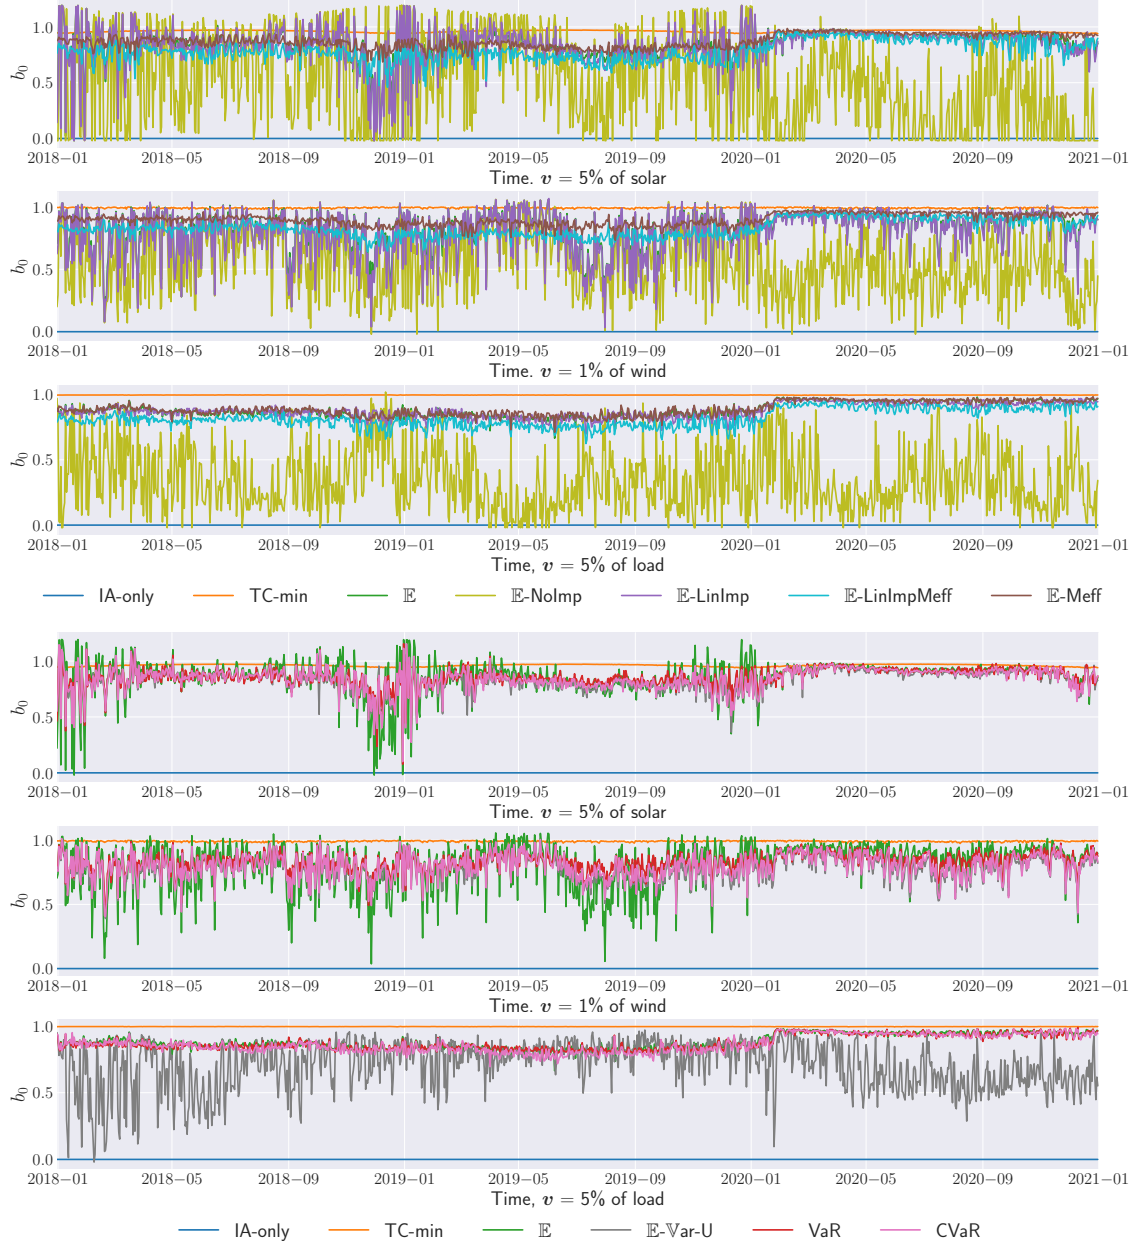 1.0
b₀
0.5
0.0
2018−01 2018−05 2018−09 2019−01 2019−05 2019−09 2020−01 2020−05 2020−09 2021−01
Time. v = 5% of solar
1.0
b₀
0.5
0.0
2018−01 2018−05 2018−09 2019−01 2019−05 2019−09 2020−01 2020−05 2020−09 2021−01
Time. v = 1% of wind
1.0
b₀
0.5
0.0
2018−01 2018−05 2018−09 2019−01 2019−05 2019−09 2020−01 2020−05 2020−09 2021−01
Time, v = 5% of load
IA-only TC-min 𝔼 𝔼-NoImp 𝔼-LinImp 𝔼-LinImpMeff 𝔼-Meff
1.0
b₀
0.5
0.0
2018−01 2018−05 2018−09 2019−01 2019−05 2019−09 2020−01 2020−05 2020−09 2021−01
Time. v = 5% of solar
1.0
b₀
0.5
0.0
2018−01 2018−05 2018−09 2019−01 2019−05 2019−09 2020−01 2020−05 2020−09 2021−01
Time. v = 1% of wind
1.0
b₀
0.5
0.0
2018−01 2018−05 2018−09 2019−01 2019−05 2019−09 2020−01 2020−05 2020−09 2021−01
Time, v = 5% of load
IA-only TC-min 𝔼 𝔼-𝕍ar-U VaR CVaR